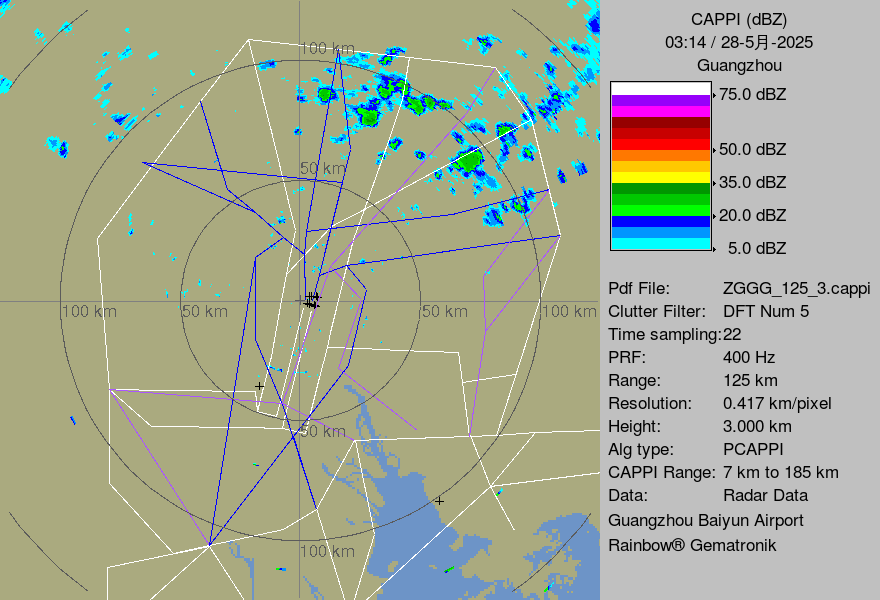 CAPPI (dBZ)
03:14 / 28-5月-2025
Guangzhou
75.0 dBZ
50.0 dBZ
35.0 dBZ
20.0 dBZ
5.0 dBZ
Pdf File: ZGGG_125_3.cappi
Clutter Filter: DFT Num 5
Time sampling:22
PRF: 400 Hz
Range: 125 km
Resolution: 0.417 km/pixel
Height: 3.000 km
Alg type: PCAPPI
CAPPI Range: 7 km to 185 km
Data: Radar Data
Guangzhou Baiyun Airport
Rainbow® Gematronik
100 km
50 km
100 km
50 km
50 km
100 km
50 km
100 km